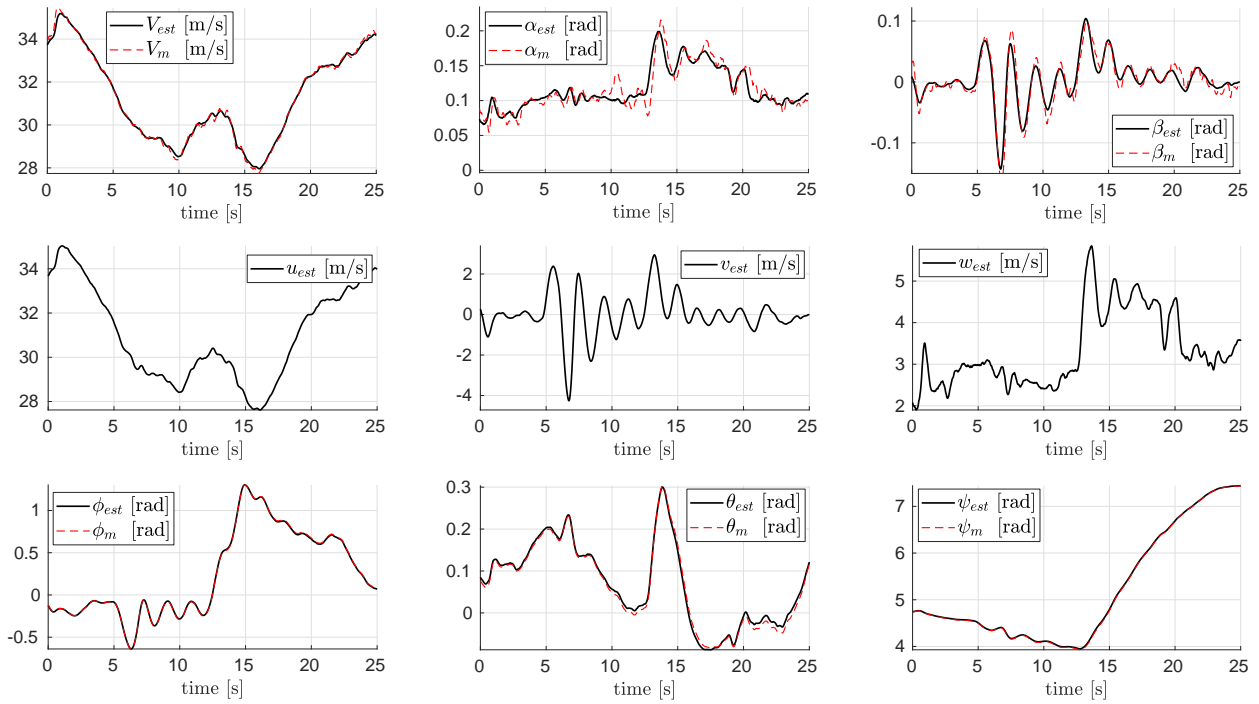 V_est [m/s]
V_m [m/s]
34
32
30
28
0 5 10 15 20 25
time [s]
α_est [rad]
α_m [rad]
0.2
0.15
0.1
0.05
0
0 5 10 15 20 25
time [s]
0.1
0
-0.1
β_est [rad]
β_m [rad]
0 5 10 15 20 25
time [s]
u_est [m/s]
34
32
30
28
0 5 10 15 20 25
time [s]
v_est [m/s]
2
0
-2
-4
0 5 10 15 20 25
time [s]
w_est [m/s]
5
4
3
2
0 5 10 15 20 25
time [s]
ϕ_est [rad]
ϕ_m [rad]
1
0.5
0
-0.5
0 5 10 15 20 25
time [s]
θ_est [rad]
θ_m [rad]
0.3
0.2
0.1
0
0 5 10 15 20 25
time [s]
ψ_est [rad]
ψ_m [rad]
7
6
5
4
0 5 10 15 20 25
time [s]